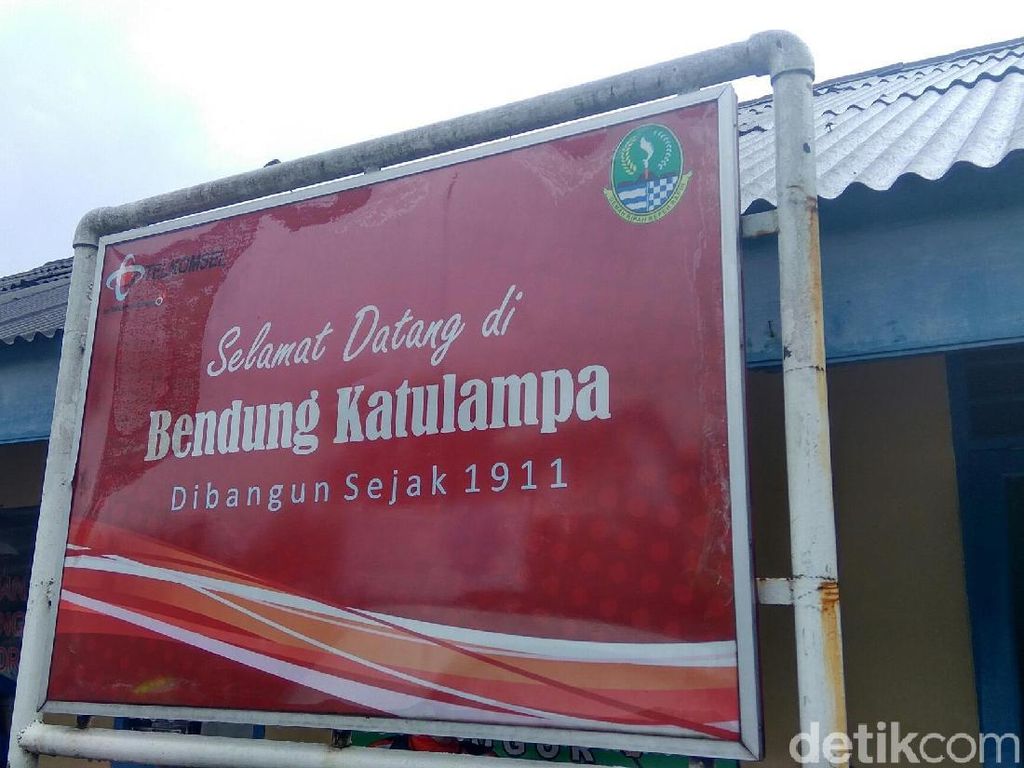 TELKOMSEL
Selamat Datang di
Bendung Katulampa
Dibangun Sejak 1911
detikcom